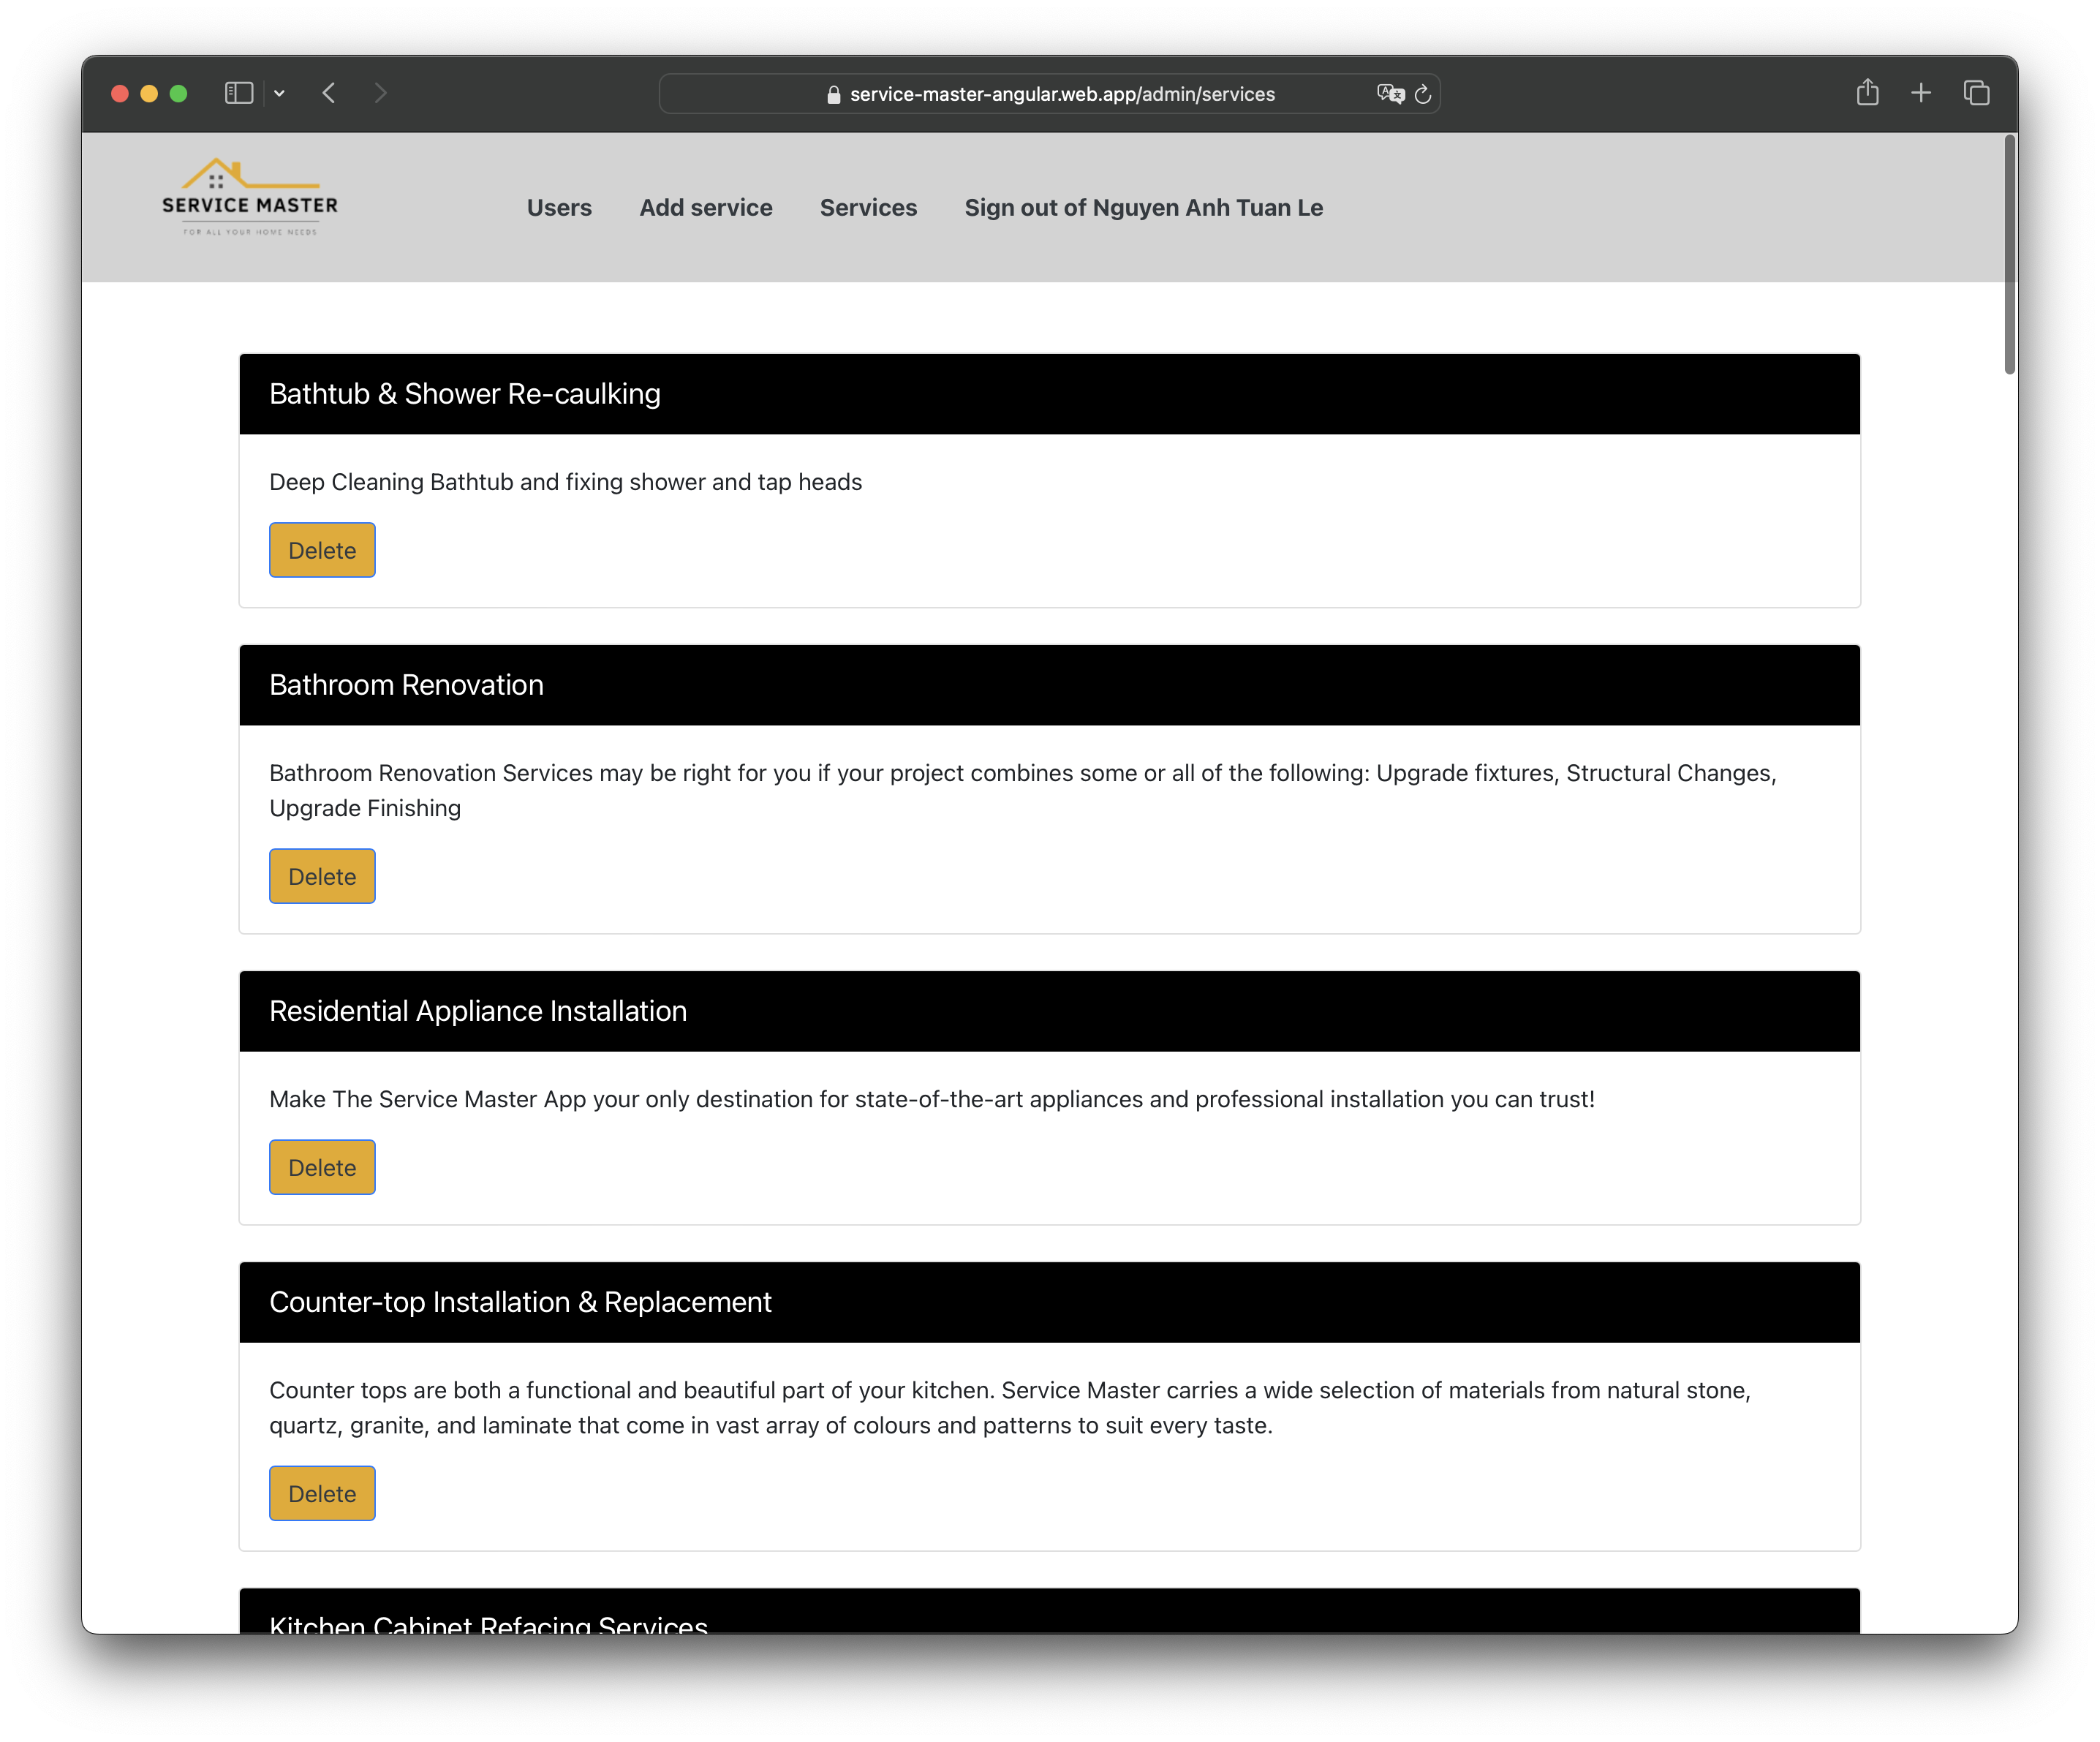 service-master-angular.web.app/admin/services
SERVICE MASTER
FOR ALL YOUR HOME NEEDS
Users Add service Services Sign out of Nguyen Anh Tuan Le
Bathtub & Shower Re-caulking
Deep Cleaning Bathtub and fixing shower and tap heads
Delete
Bathroom Renovation
Bathroom Renovation Services may be right for you if your project combines some or all of the following: Upgrade fixtures, Structural Changes,
Upgrade Finishing
Delete
Residential Appliance Installation
Make The Service Master App your only destination for state-of-the-art appliances and professional installation you can trust!
Delete
Counter-top Installation & Replacement
Counter tops are both a functional and beautiful part of your kitchen. Service Master carries a wide selection of materials from natural stone,
quartz, granite, and laminate that come in vast array of colours and patterns to suit every taste.
Delete
Kitchen Cabinet Refacing Services